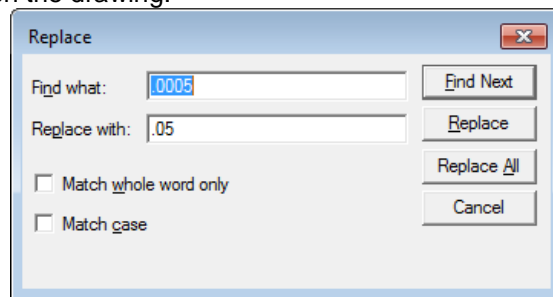 on the drawing.
Replace
Find what: .0005
Find Next
Replace with: .05
Replace
Replace All
Match whole word only
Cancel
Match case